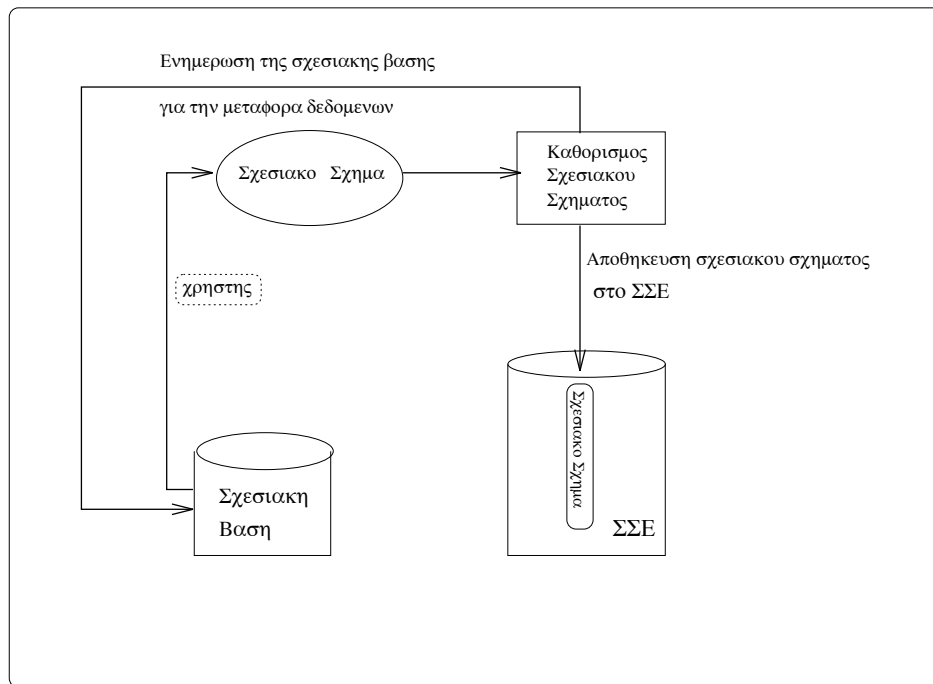 Ενημερωση της σχεσιακης βασης
για την μεταφορα δεδομενων
Σχεσιακο Σχημα
Καθορισμος
Σχεσιακου
Σχηματος
χρηστης
Αποθηκευση σχεσιακου σχηματος
στο ΣΣΕ
Σχεσιακο Σχημα
Σχεσιακη
Βαση
ΣΣΕ